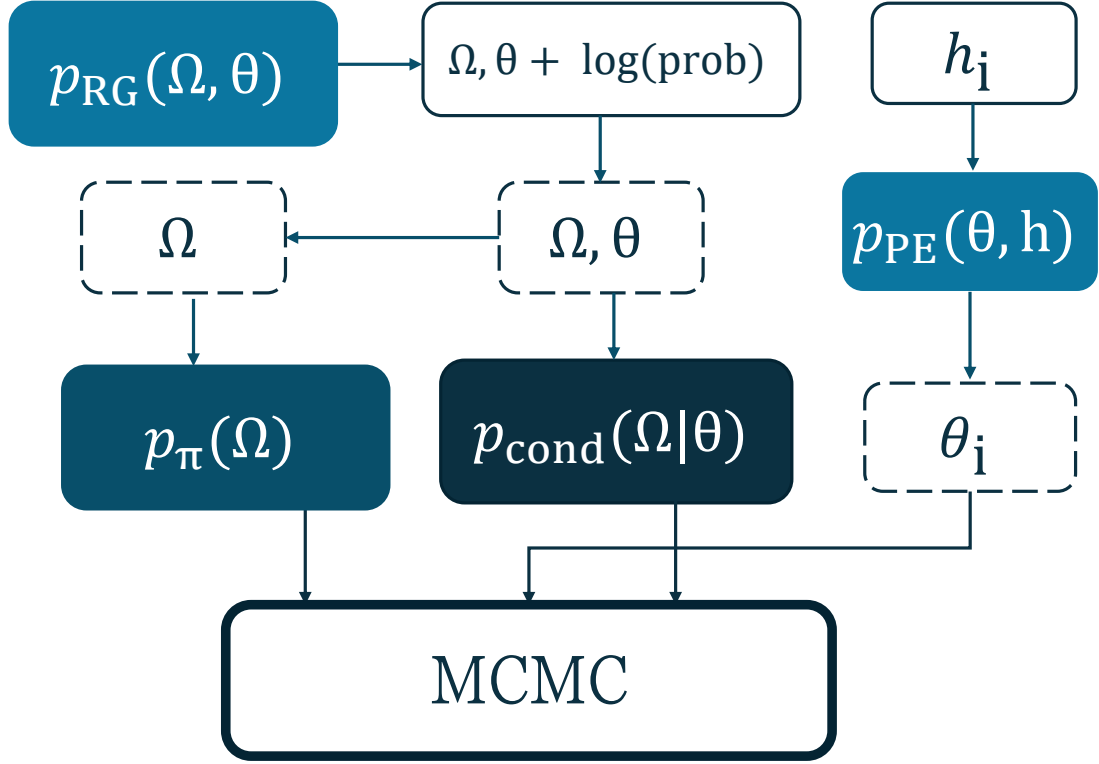 p_RG(Ω, θ)
Ω, θ + log(prob)
h_i
Ω
Ω, θ
p_PE(θ, h)
p_π(Ω)
p_cond(Ω|θ)
θ_i
MCMC